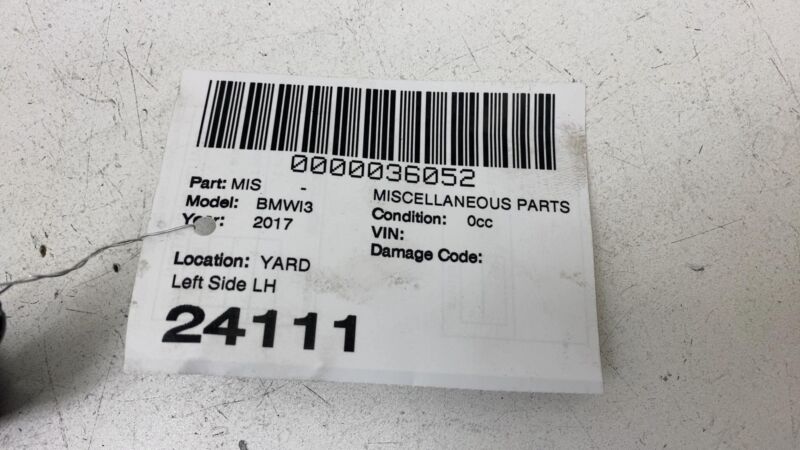 0000036052
Part: MIS - MISCELLANEOUS PARTS
Model: BMWI3 Condition: 0cc
Year: 2017 VIN:
Damage Code:
Location: YARD
Left Side LH
24111